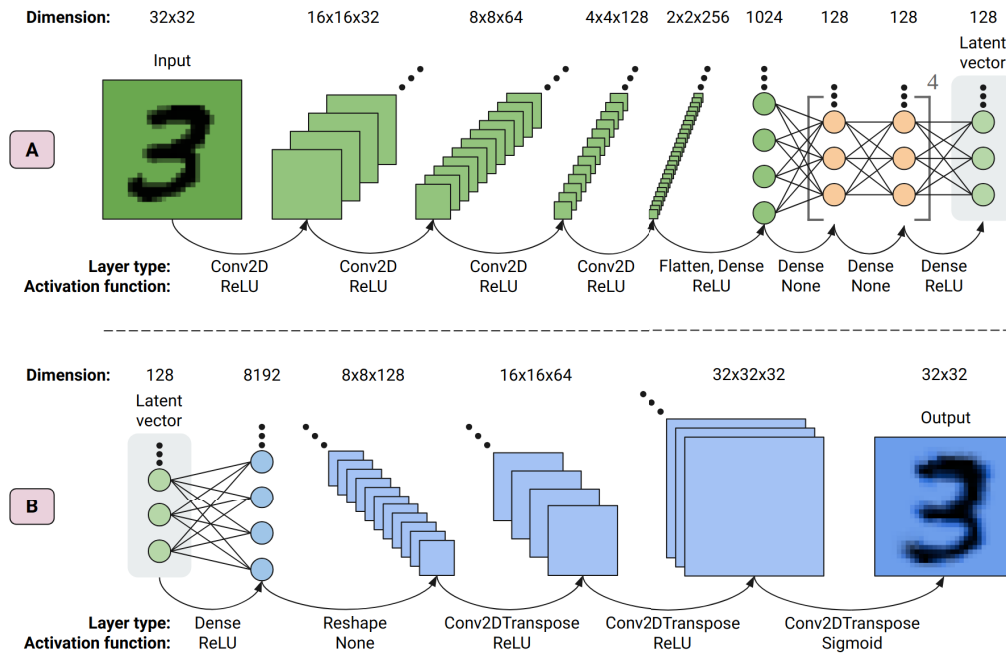 Dimension: 32x32 16x16x32 8x8x64 4x4x128 2x2x256 1024 128 128 128
Input
Latent
vector
4
A
3
Layer type: Conv2D Conv2D Conv2D Conv2D Flatten, Dense Dense Dense Dense
Activation function: ReLU ReLU ReLU ReLU ReLU None None ReLU
Dimension: 128 8192 8x8x128 16x16x64 32x32x32 32x32
Latent
vector
Output
B
3
Layer type: Dense Reshape Conv2DTranspose Conv2DTranspose Conv2DTranspose
Activation function: ReLU None ReLU ReLU Sigmoid